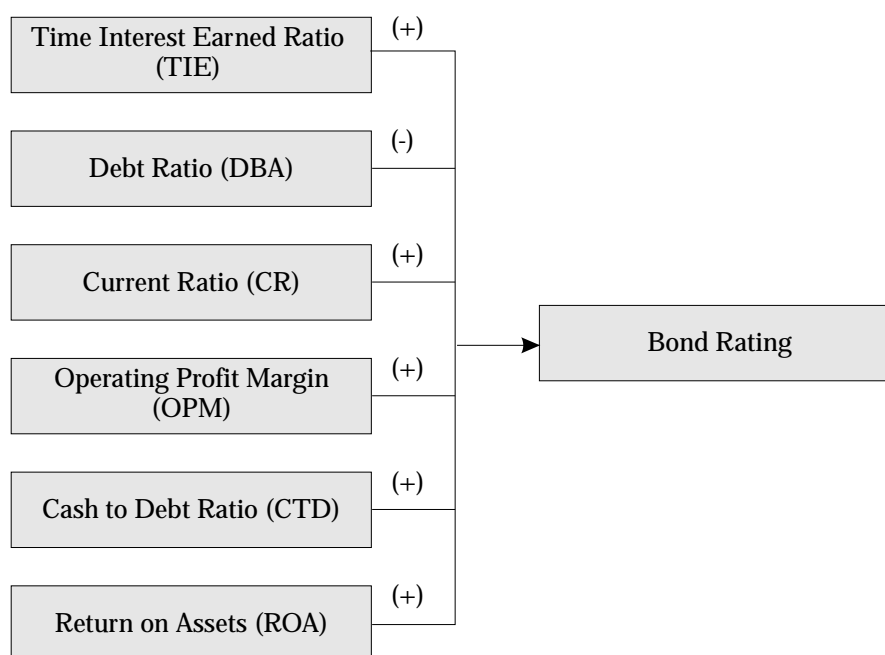 Time Interest Earned Ratio
(TIE)
(+)
Debt Ratio (DBA)
(-)
Current Ratio (CR)
(+)
Operating Profit Margin
(OPM)
(+)
Cash to Debt Ratio (CTD)
(+)
Return on Assets (ROA)
(+)
Bond Rating